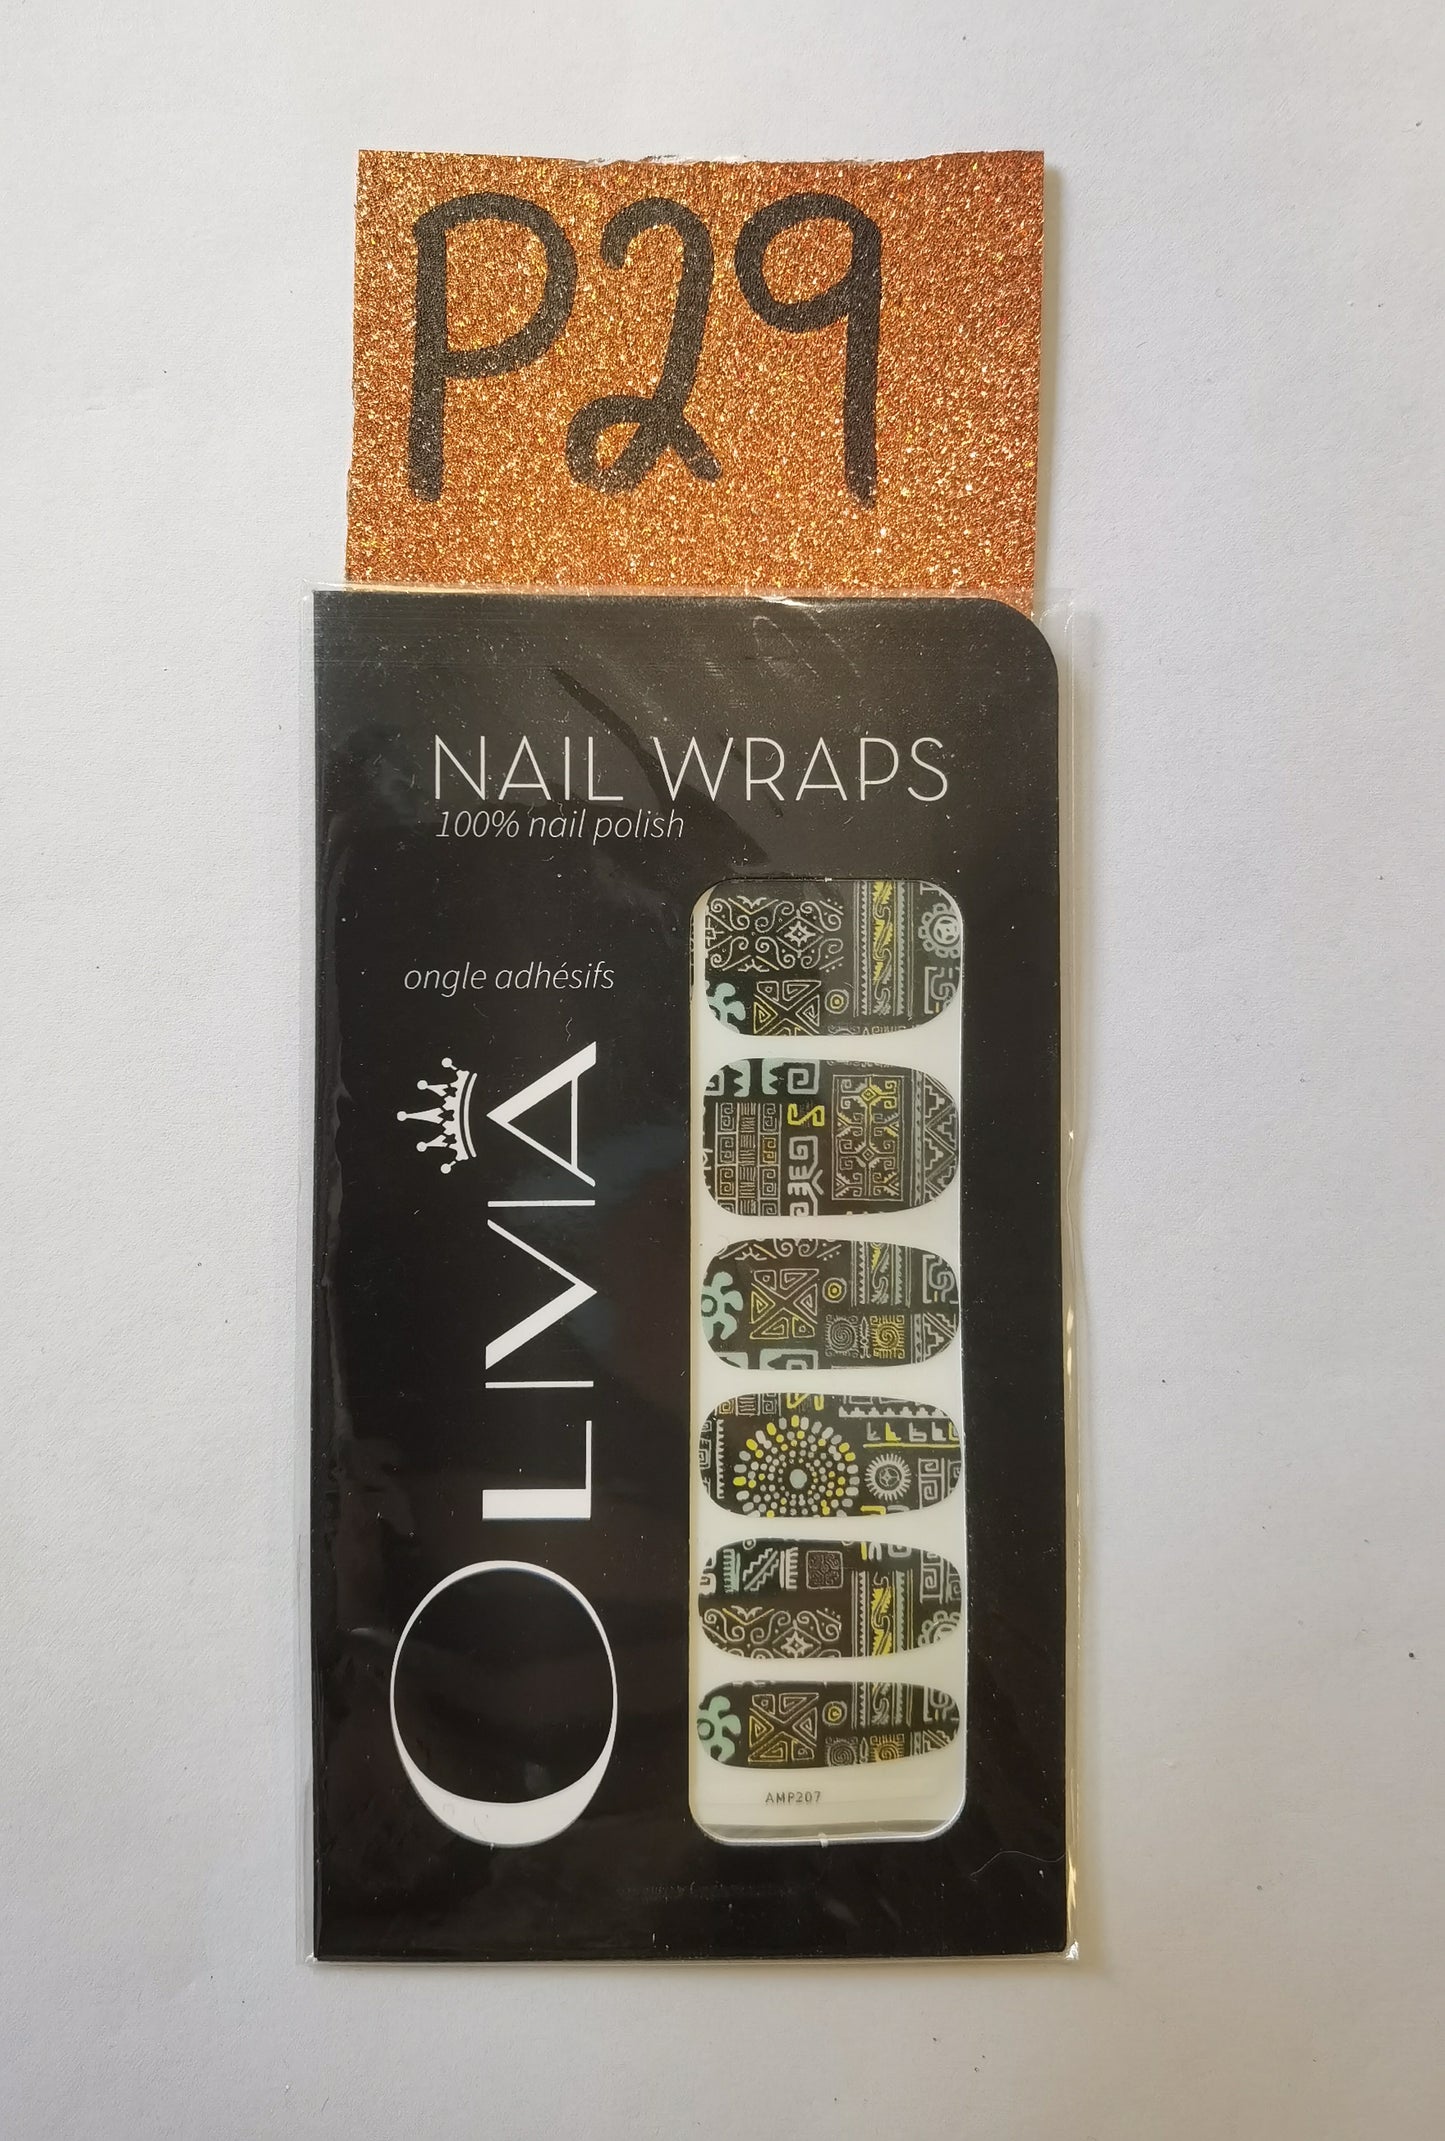 P29
NAIL WRAPS
100% nail polish
ongle adhésifs
OLIVIA
AMP207